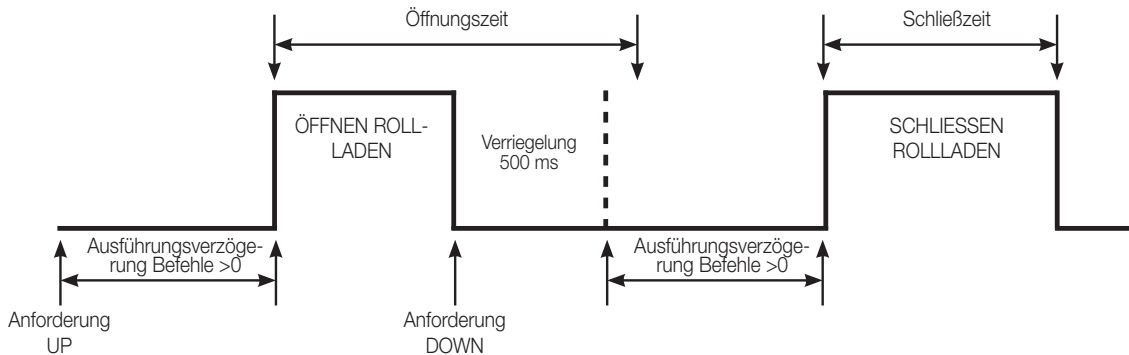 Öffnungszeit
Schließzeit
ÖFFNEN ROLL-
LADEN
Verriegelung
500 ms
SCHLIESSEN
ROLLLADEN
Ausführungsverzöge-
rung Befehle >0
Ausführungsverzöge-
rung Befehle >0
Anforderung
UP
Anforderung
DOWN